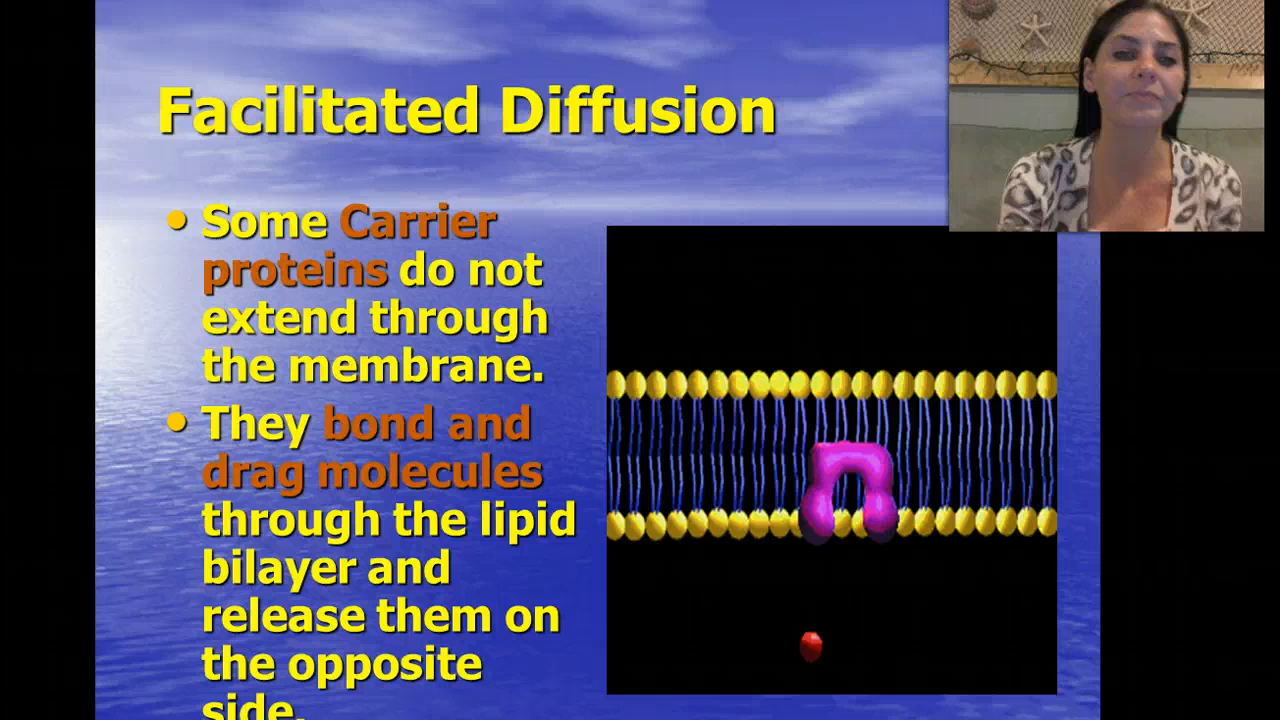 Facilitated Diffusion
• Some Carrier
proteins do not
extend through
the membrane.
• They bond and
drag molecules
through the lipid
bilayer and
release them on
the opposite
side.